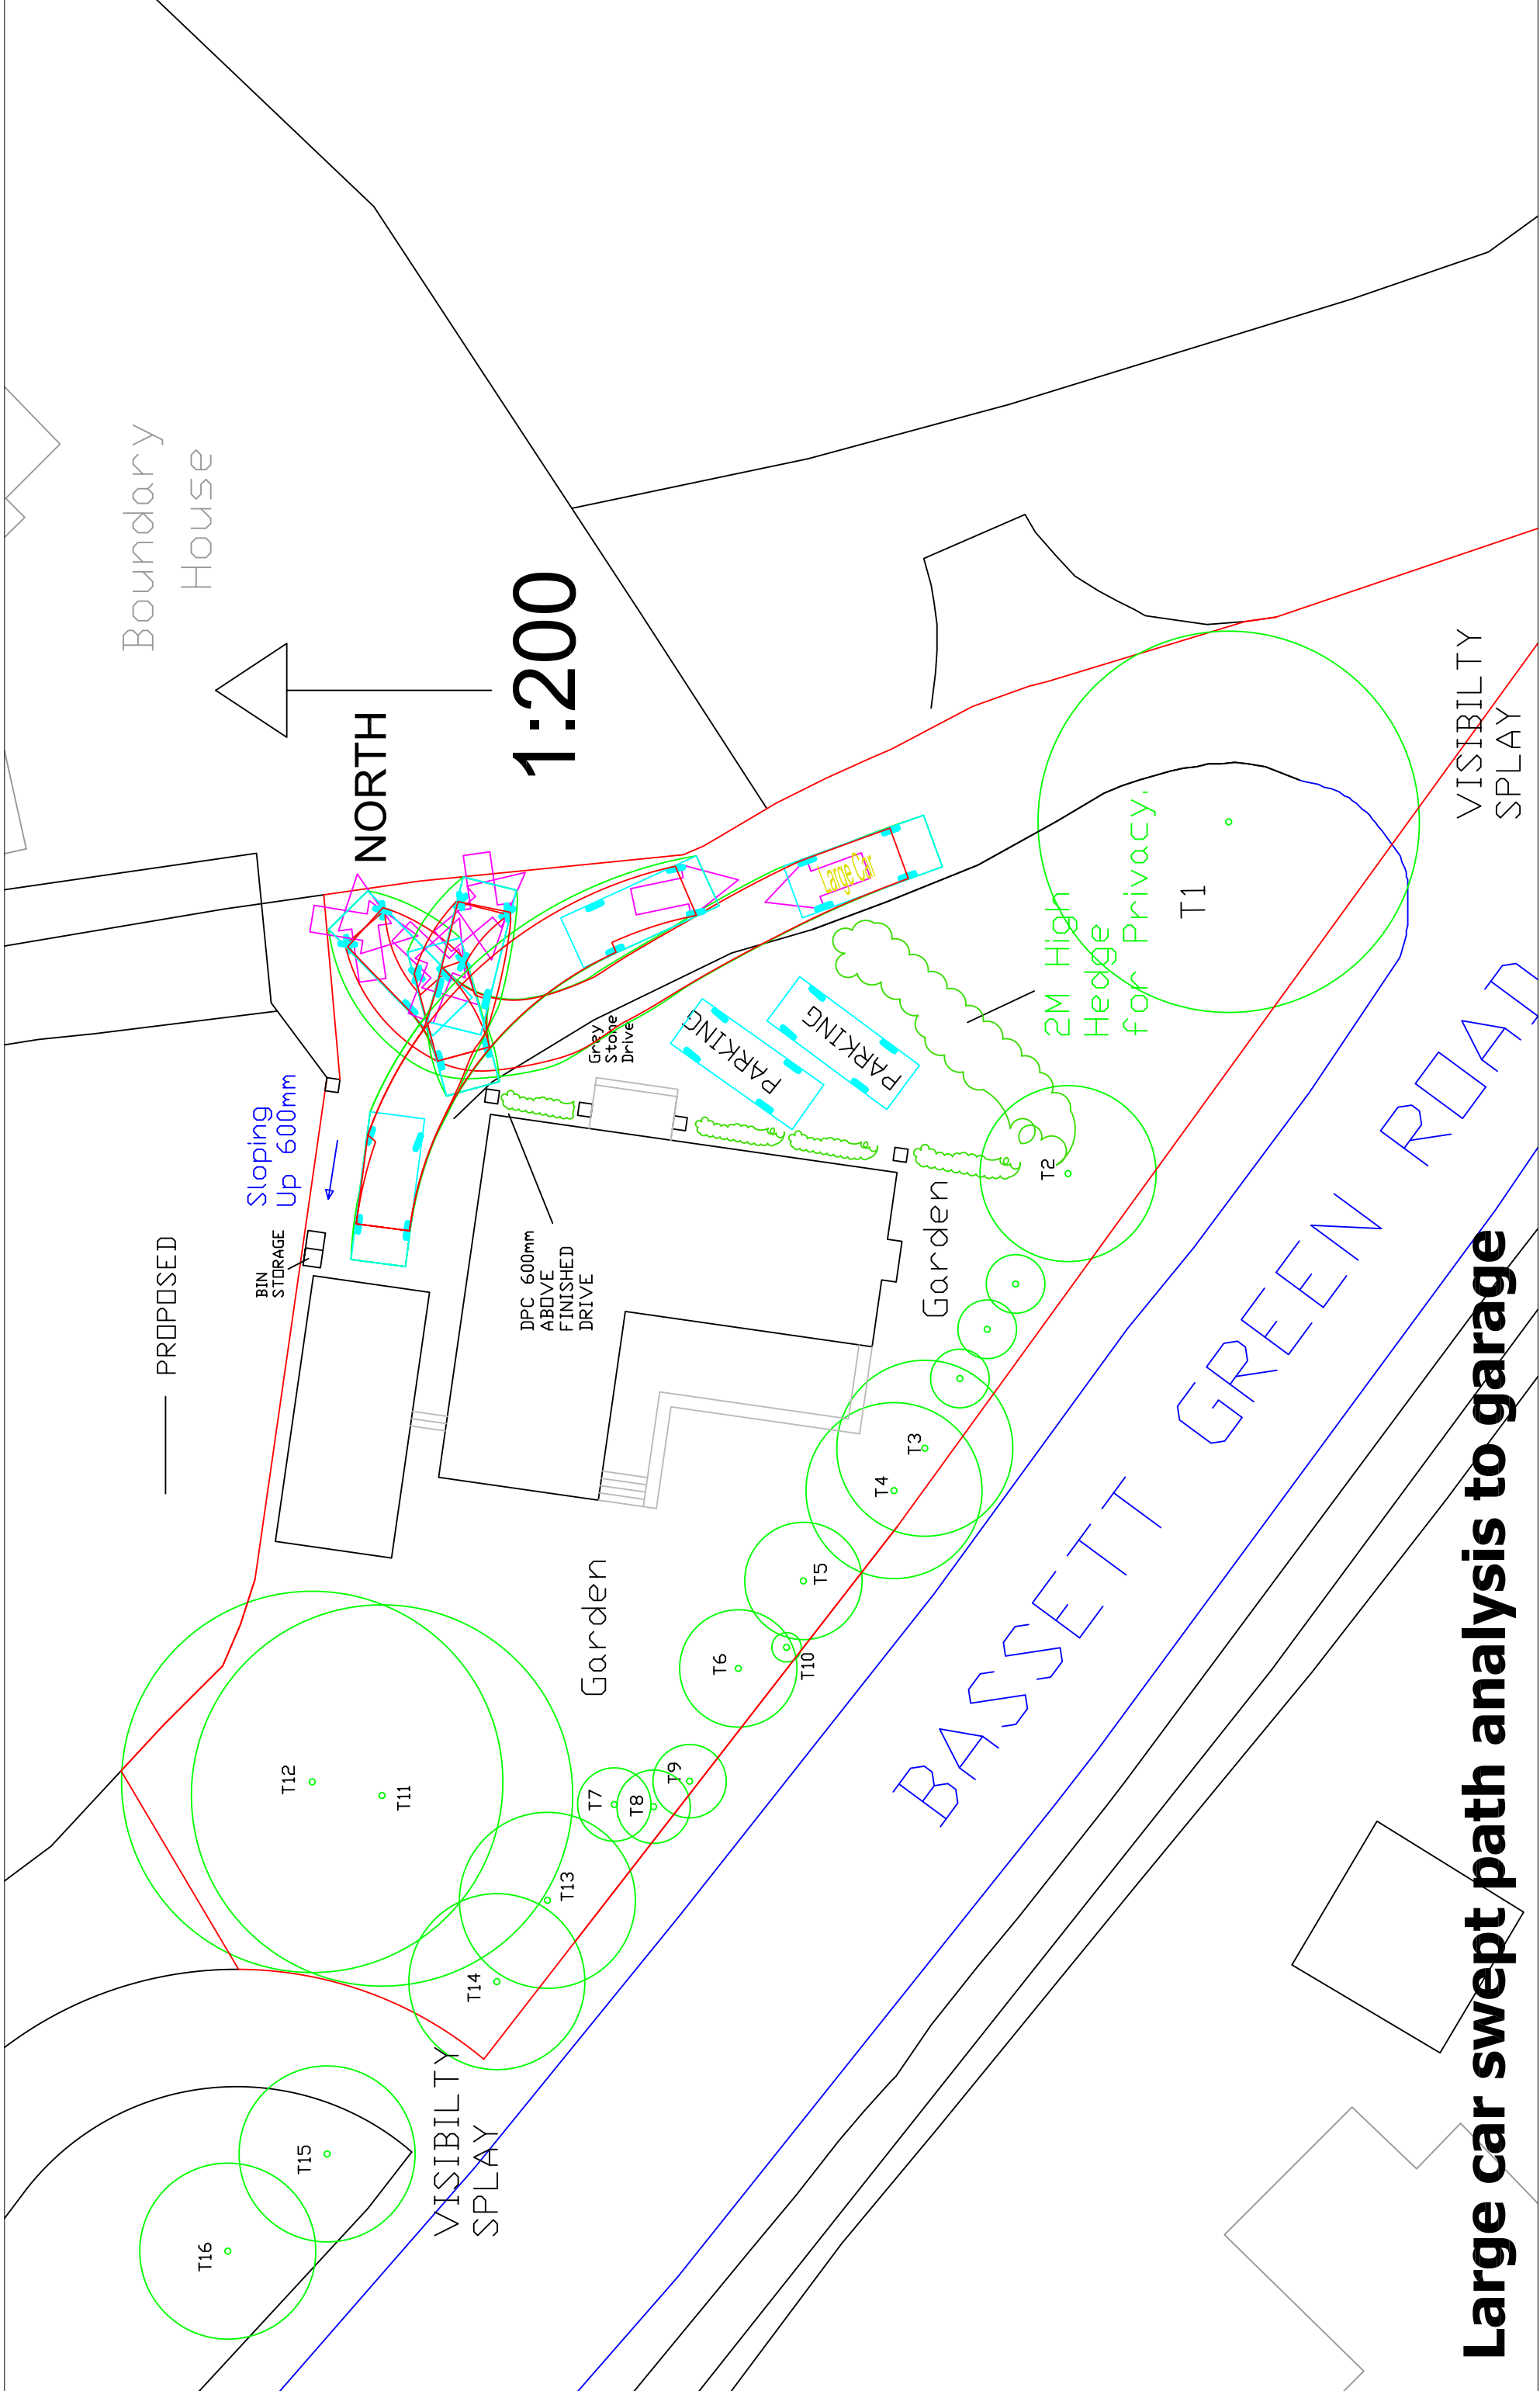 Boundary
House
NORTH
1:200
PROPOSED
Sloping
Up 600mm
BIN
STORAGE
DPC 600mm
ABOVE
FINISHED
DRIVE
Grey
Stone
Drive
Large Car
PARKING
PARKING
2M High
Hedge
for Privacy.
T1
T2
Garden
T3
T4
T5
T6
T10
Garden
T7
T8
T9
T12
T11
T13
T14
T15
T16
VISIBILTY
SPLAY
VISIBILTY
SPLAY
BASSETT GREEN ROAD
Large car swept path analysis to garage